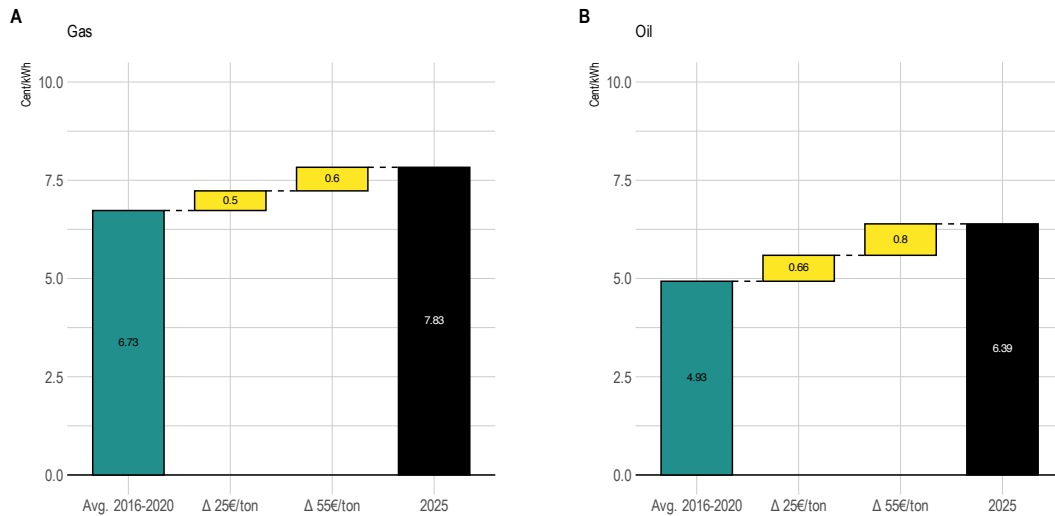 A
Gas
Cent/kWh
10.0
7.5
5.0
2.5
0.0
6.73
0.5
0.6
7.83
Avg. 2016-2020
Δ 25€/ton
Δ 55€/ton
2025
B
Oil
Cent/kWh
10.0
7.5
5.0
2.5
0.0
4.93
0.66
0.8
6.39
Avg. 2016-2020
Δ 25€/ton
Δ 55€/ton
2025